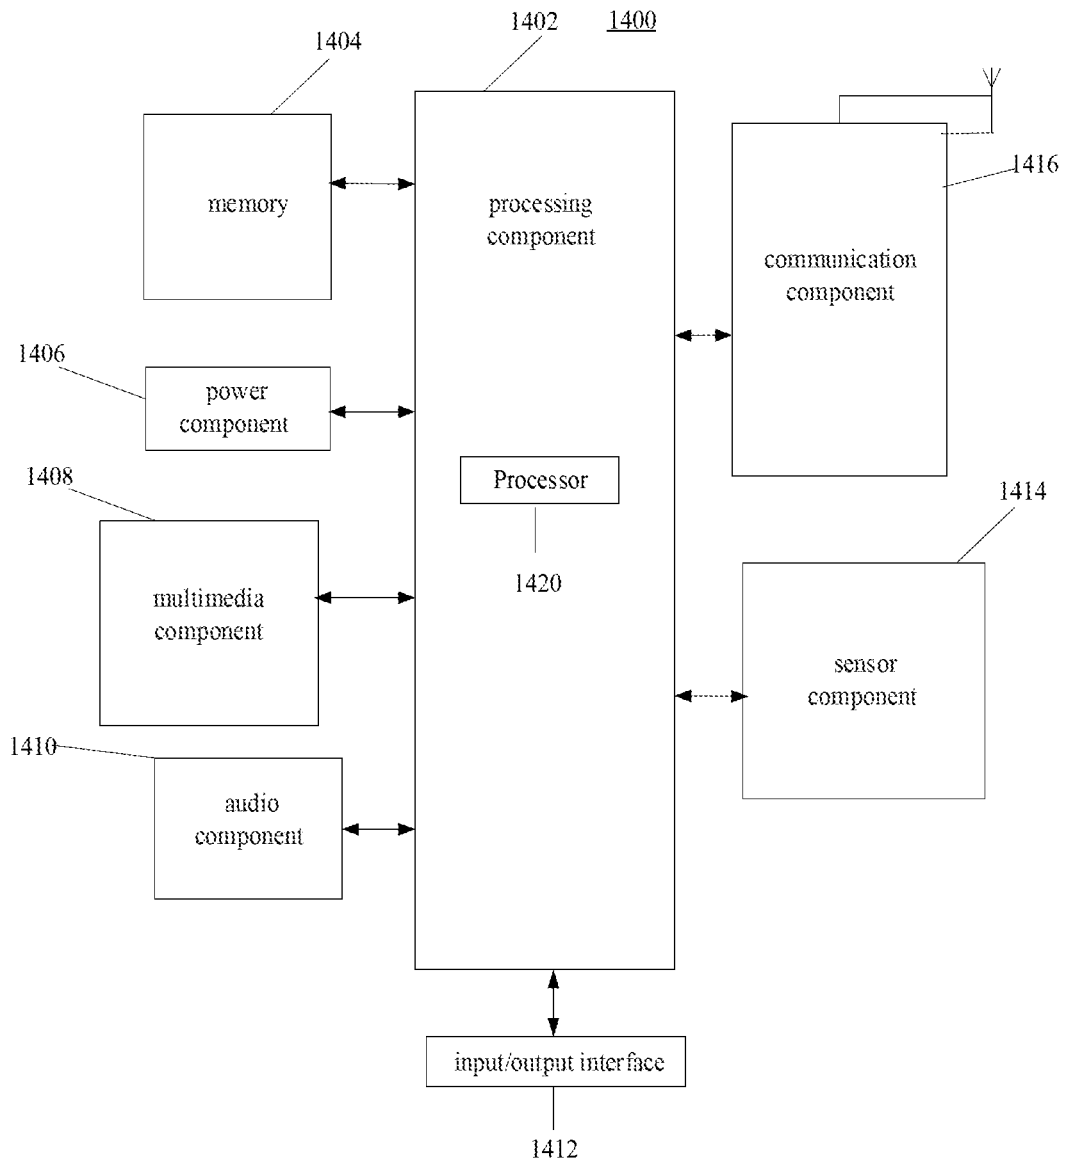 1402
1400
1404
memory
processing
component
1416
communication
component
1406
power
component
1408
Processor
1420
1414
multimedia
component
sensor
component
1410
audio
component
input/output interface
1412